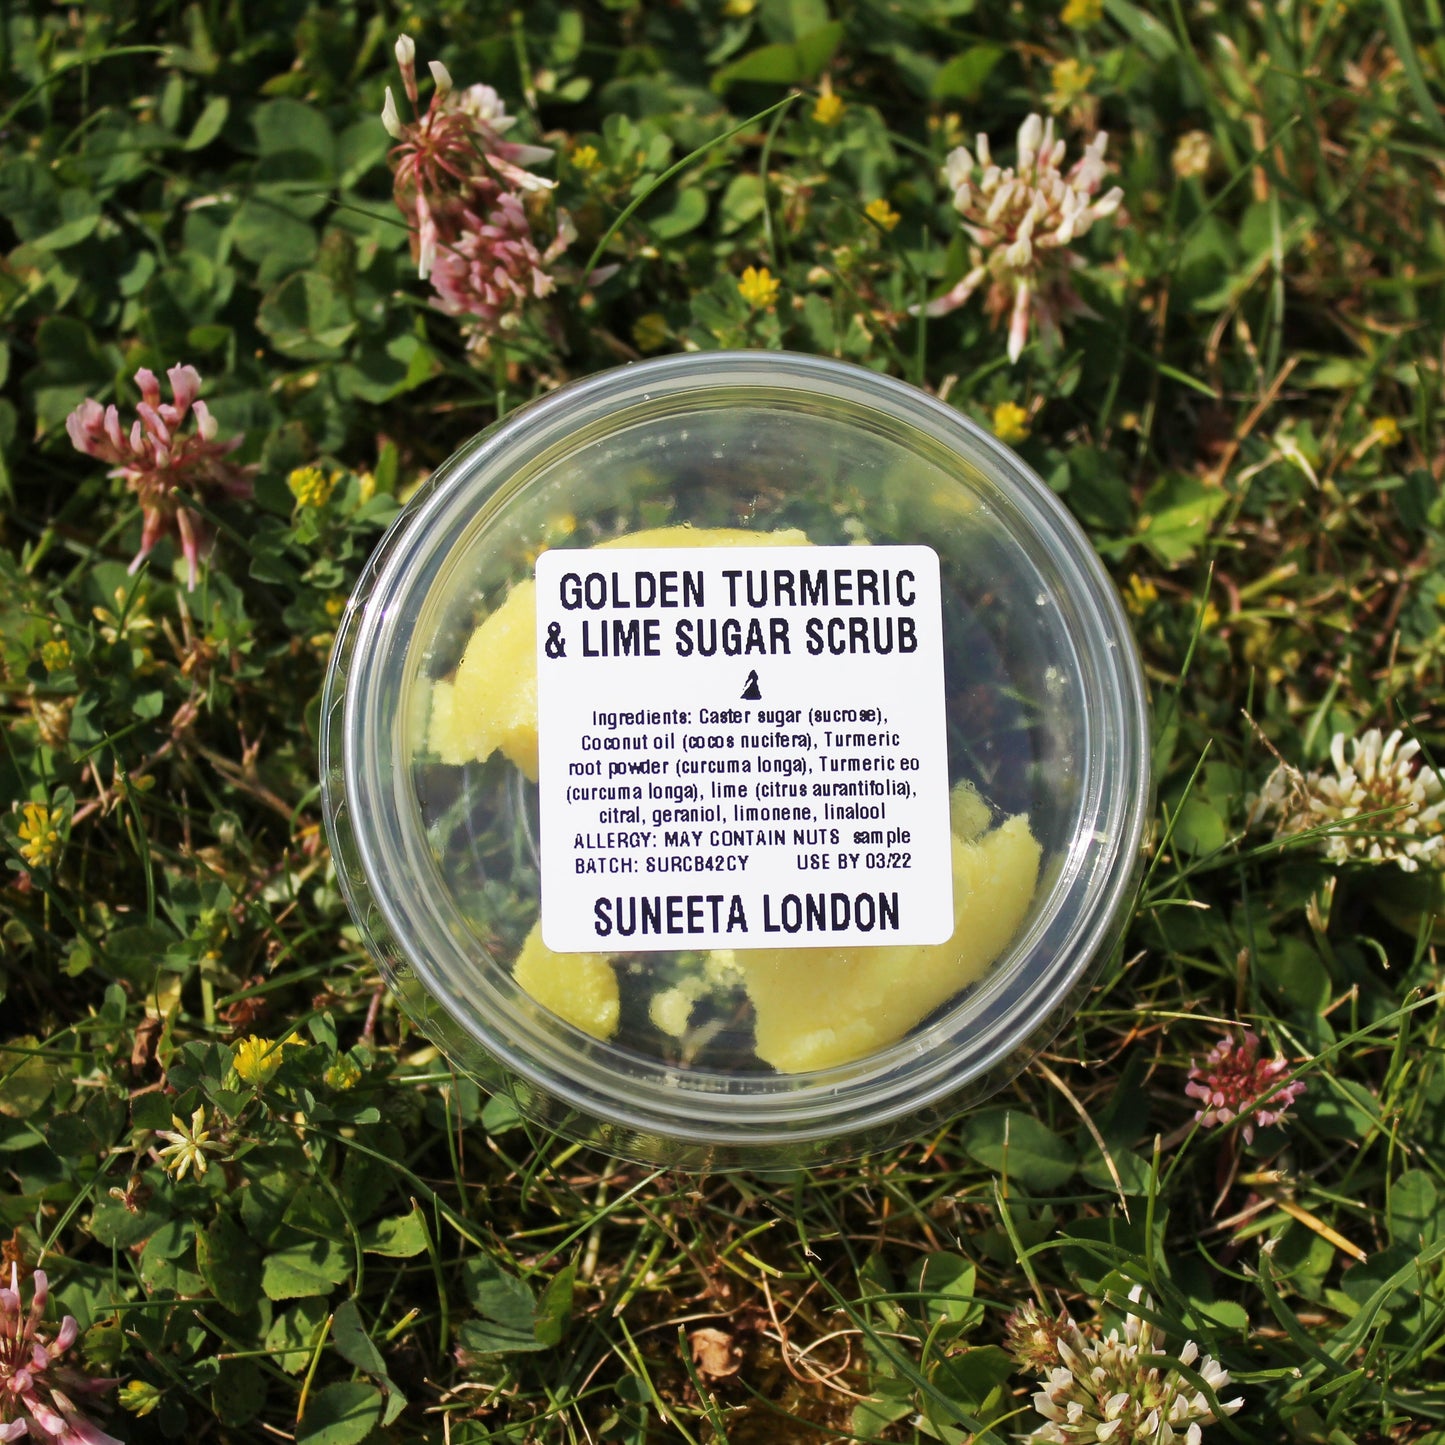 GOLDEN TURMERIC
& LIME SUGAR SCRUB
Ingredients: Caster sugar (sucrose),
Coconut oil (cocos nucifera), Turmeric
root powder (curcuma longa), Turmeric eo
(curcuma longa), lime (citrus aurantifolia),
citral, geraniol, limonene, linalool
ALLERGY: MAY CONTAIN NUTS sample
BATCH: SURCB42CY USE BY 03/22
SUNEETA LONDON